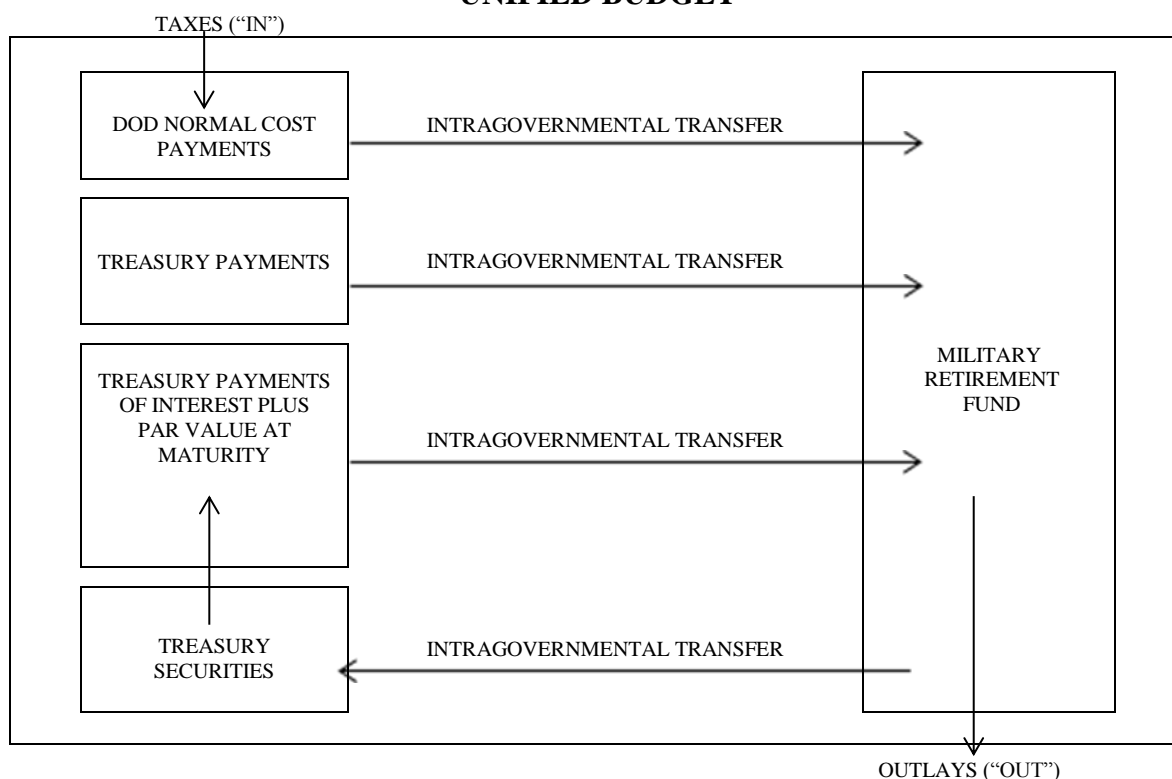 UNIFIED BUDGET
TAXES (“IN”)
DOD NORMAL COST
PAYMENTS
INTRAGOVERNMENTAL TRANSFER
TREASURY PAYMENTS
INTRAGOVERNMENTAL TRANSFER
TREASURY PAYMENTS
OF INTEREST PLUS
PAR VALUE AT
MATURITY
INTRAGOVERNMENTAL TRANSFER
MILITARY
RETIREMENT
FUND
TREASURY
SECURITIES
INTRAGOVERNMENTAL TRANSFER
OUTLAYS (“OUT”)